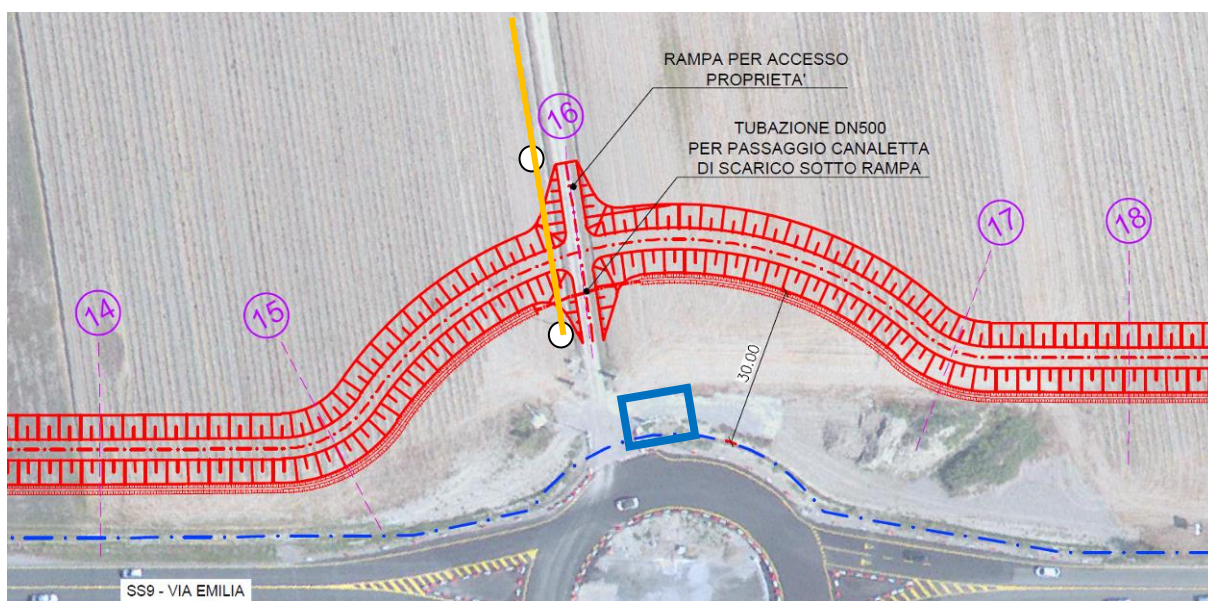 RAMPA PER ACCESSO
PROPRIETA'
TUBAZIONE DN500
PER PASSAGGIO CANALETTA
DI SCARICO SOTTO RAMPA
16
17
18
14
15
30.00
SS9 - VIA EMILIA